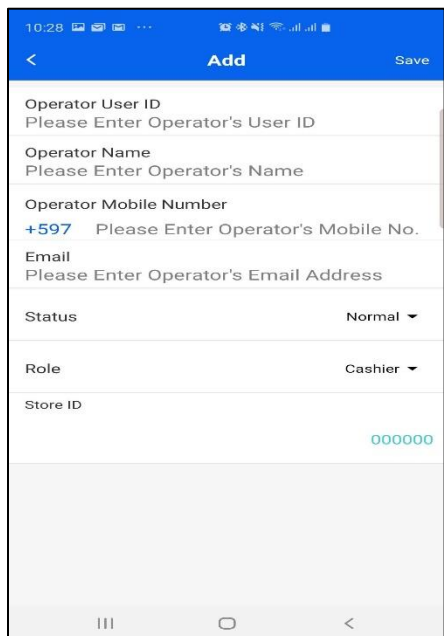 10:28
Add
Save
Operator User ID
Please Enter Operator's User ID
Operator Name
Please Enter Operator's Name
Operator Mobile Number
+597 Please Enter Operator's Mobile No.
Email
Please Enter Operator's Email Address
Status Normal
Role Cashier
Store ID
000000